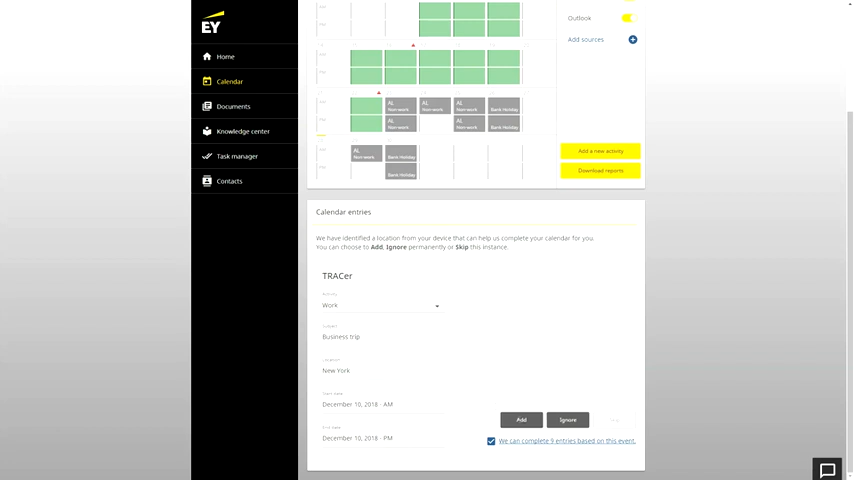 EY
Home
Calendar
Documents
Knowledge center
Task manager
Contacts
Outlook
Add sources
AL
Non-work
AL
Non-work
AL
Non-work
Bank Holiday
AL
Non-work
AL
Non-work
Bank Holiday
AL
Non-work
Bank Holiday
Bank Holiday
Add a new activity
Download reports
Calendar entries
We have identified a location from your device that can help us complete your calendar for you.
You can choose to Add, Ignore permanently or Skip this instance.
TRACer
Activity
Work
Subject
Business trip
Location
New York
Start date
December 10, 2018 - AM
End date
December 10, 2018 - PM
Add
Ignore
We can complete 9 entries based on this event.